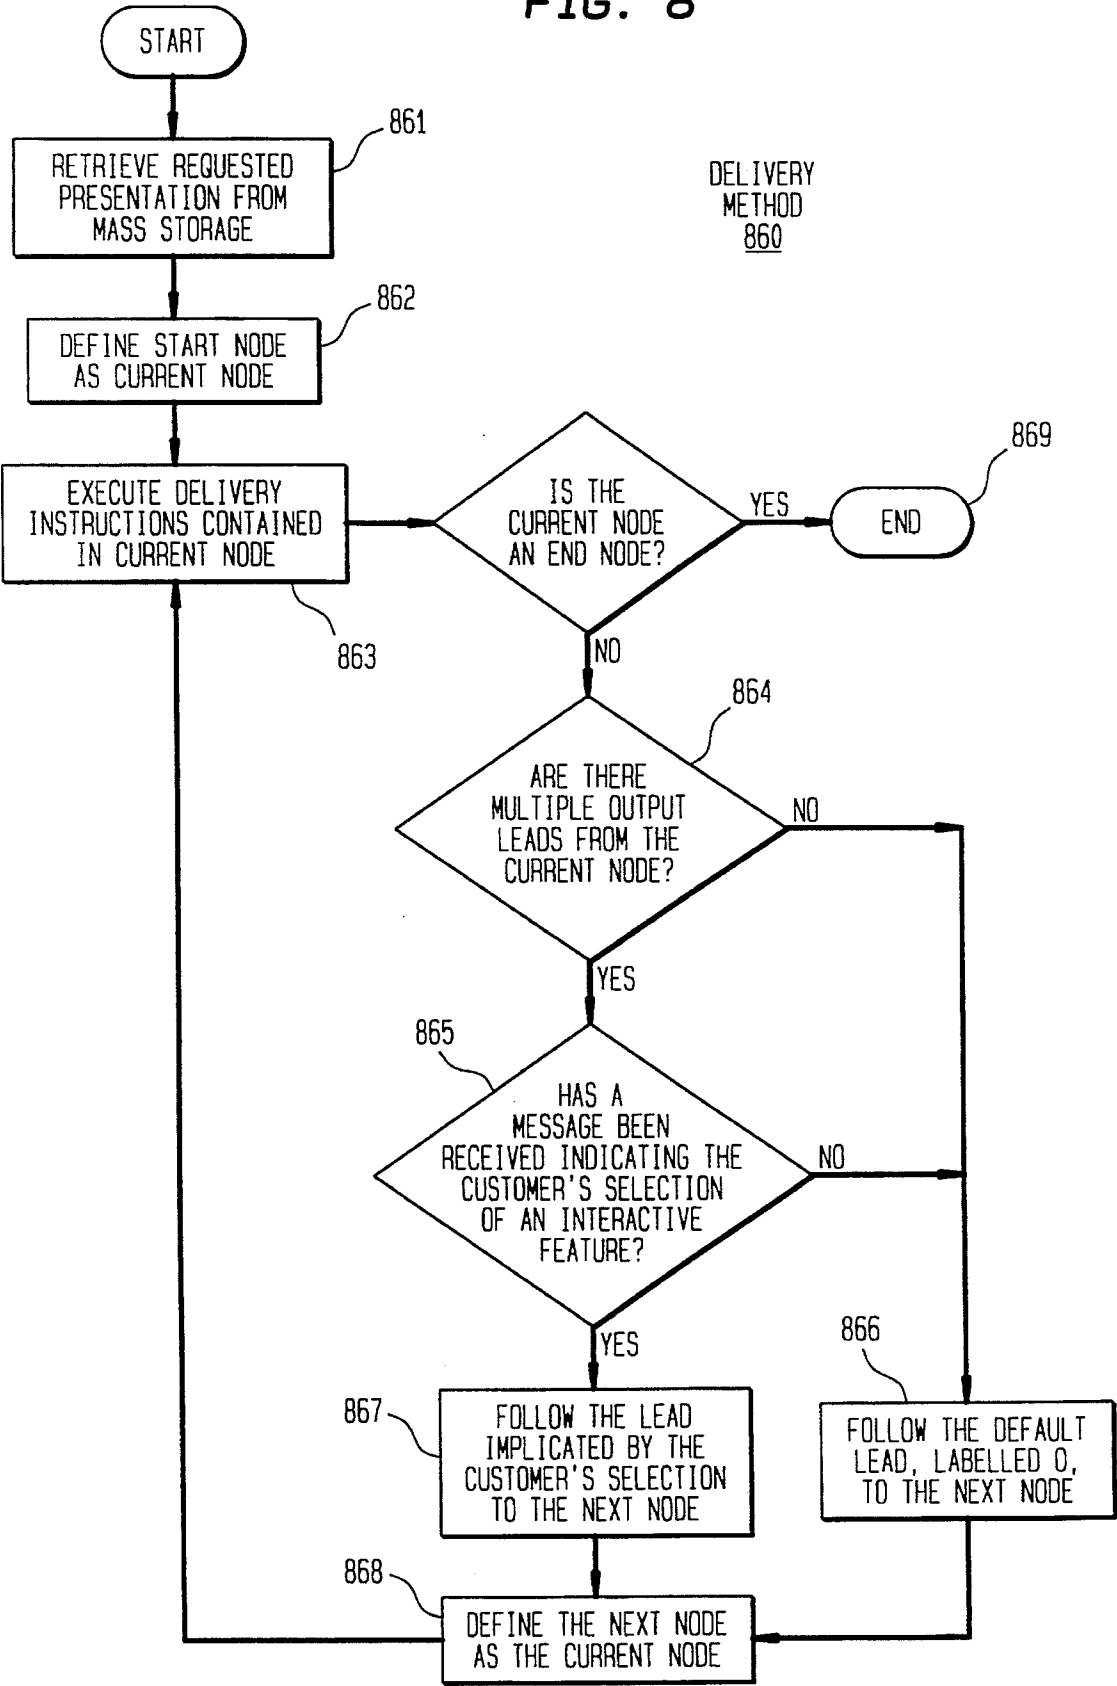 FIG. 8
START
861
RETRIEVE REQUESTED
PRESENTATION FROM
MASS STORAGE
DELIVERY
METHOD
860
862
DEFINE START NODE
AS CURRENT NODE
EXECUTE DELIVERY
INSTRUCTIONS CONTAINED
IN CURRENT NODE
863
IS THE
CURRENT NODE
AN END NODE?
YES
869
END
NO
864
ARE THERE
MULTIPLE OUTPUT
LEADS FROM THE
CURRENT NODE?
NO
YES
865
HAS A
MESSAGE BEEN
RECEIVED INDICATING THE
CUSTOMER'S SELECTION
OF AN INTERACTIVE
FEATURE?
NO
YES
866
867
FOLLOW THE LEAD
IMPLICATED BY THE
CUSTOMER'S SELECTION
TO THE NEXT NODE
FOLLOW THE DEFAULT
LEAD, LABELLED 0,
TO THE NEXT NODE
868
DEFINE THE NEXT NODE
AS THE CURRENT NODE